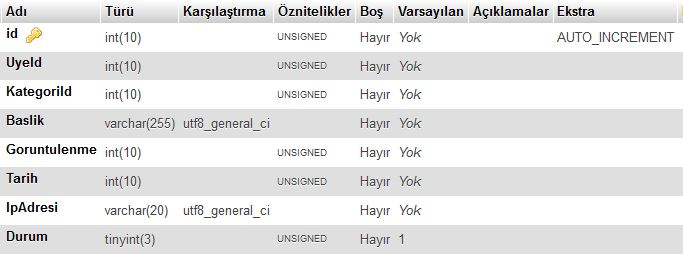 Adı Türü Karşılaştırma Öznitelikler Boş Varsayılan Açıklamalar Ekstra
id int(10) UNSIGNED Hayır Yok AUTO_INCREMENT
UyeId int(10) UNSIGNED Hayır Yok
KategoriId int(10) UNSIGNED Hayır Yok
Baslik varchar(255) utf8_general_ci Hayır Yok
Goruntulenme int(10) UNSIGNED Hayır Yok
Tarih int(10) UNSIGNED Hayır Yok
IpAdresi varchar(20) utf8_general_ci Hayır Yok
Durum tinyint(3) UNSIGNED Hayır 1